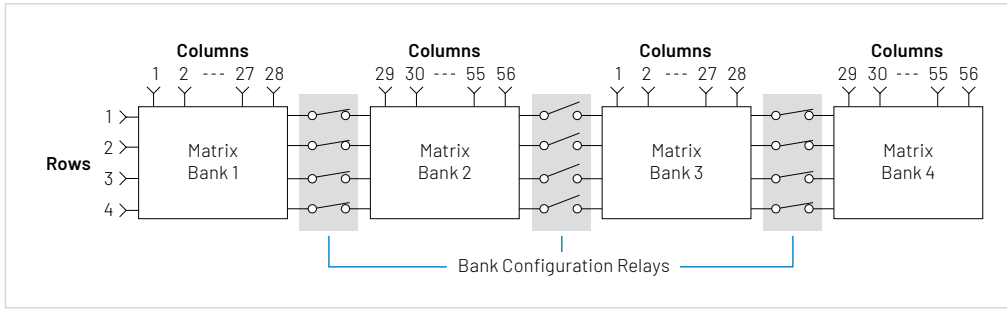 Columns Columns Columns Columns
1 2 --- 27 28 29 30 --- 55 56 1 2 --- 27 28 29 30 --- 55 56
Rows
1
2
3
4
Matrix
Bank 1
Matrix
Bank 2
Matrix
Bank 3
Matrix
Bank 4
Bank Configuration Relays